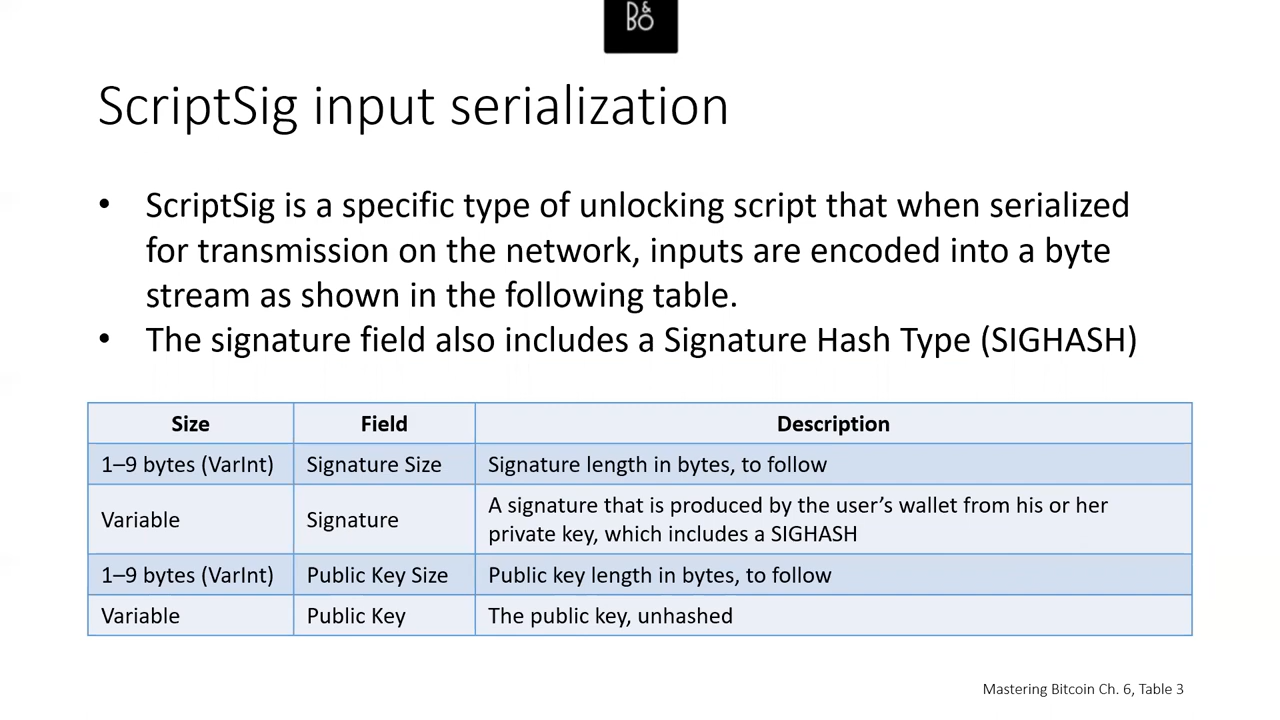 B&O
ScriptSig input serialization
• ScriptSig is a specific type of unlocking script that when serialized
for transmission on the network, inputs are encoded into a byte
stream as shown in the following table.
• The signature field also includes a Signature Hash Type (SIGHASH)
Size Field Description
1–9 bytes (VarInt) Signature Size Signature length in bytes, to follow
Variable Signature A signature that is produced by the user’s wallet from his or her
private key, which includes a SIGHASH
1–9 bytes (VarInt) Public Key Size Public key length in bytes, to follow
Variable Public Key The public key, unhashed
Mastering Bitcoin Ch. 6, Table 3